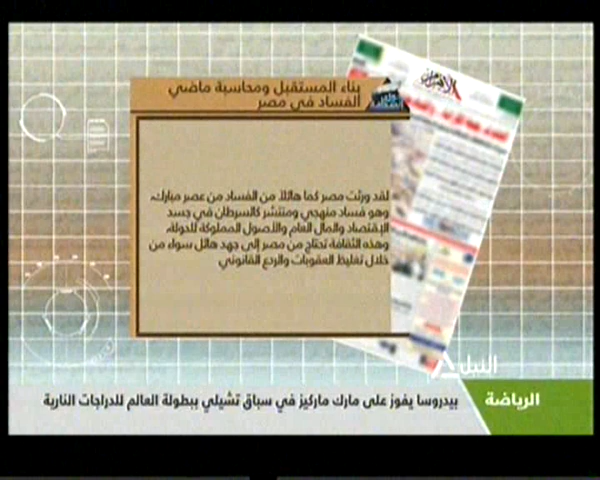 بناء المستقبل ومحاسبة ماضي
الفساد في مصر
الأهرام
لقد ورثت مصر كما هائلا من الفساد من عصر مبارك،
وهو فساد منهجي ومنتشر كالسرطان في جسد
الإقتصاد والمال العام والأصول المملوكة للدولة،
وهذه الثقافة تحتاج من مصر إلى جهد هائل سواء من
خلال تغليظ العقوبات والردع القانوني
النيل
الرياضة
بيدروسا يفوز على مارك ماركيز في سباق تشيلي ببطولة العالم للدراجات النارية